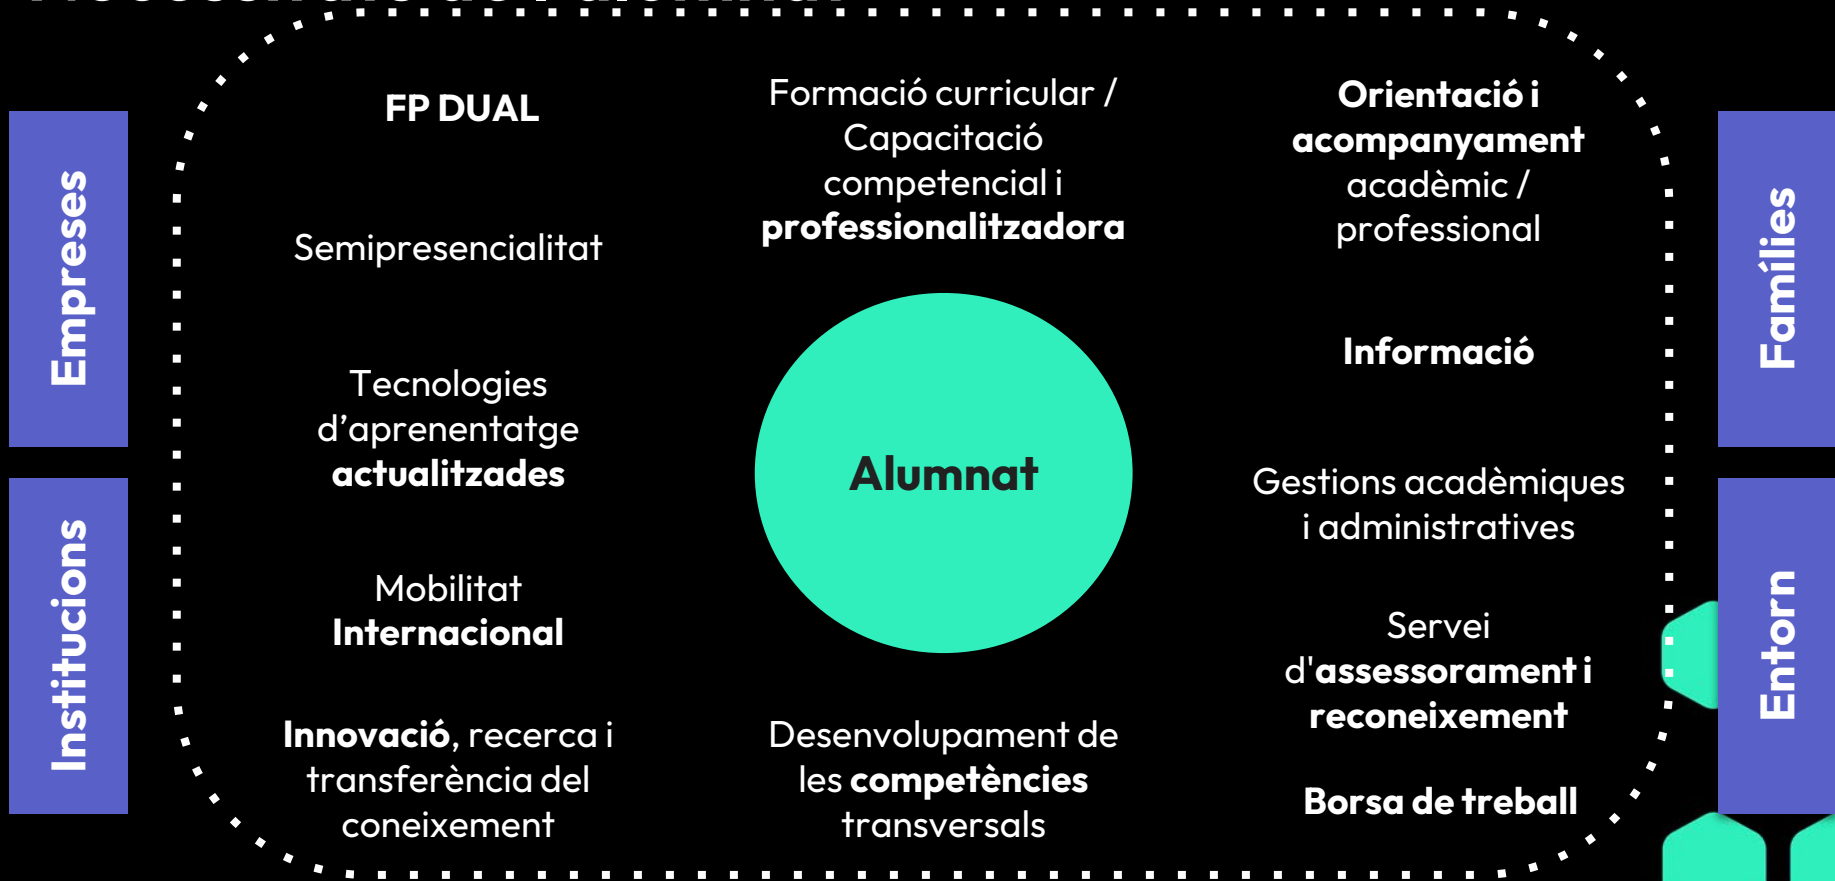 Empreses
Institucions
FP DUAL
Semipresencialitat
Tecnologies
d’aprenentatge
actualitzades
Mobilitat
Internacional
Innovació, recerca i
transferència del
coneixement
Formació curricular /
Capacitació
competencial i
professionalitzadora
Alumnat
Desenvolupament de
les competències
transversals
Orientació i
acompanyament
acadèmic /
professional
Informació
Gestions acadèmiques
i administratives
Servei
d'assessorament i
reconeixement
Borsa de treball
Famílies
Entorn